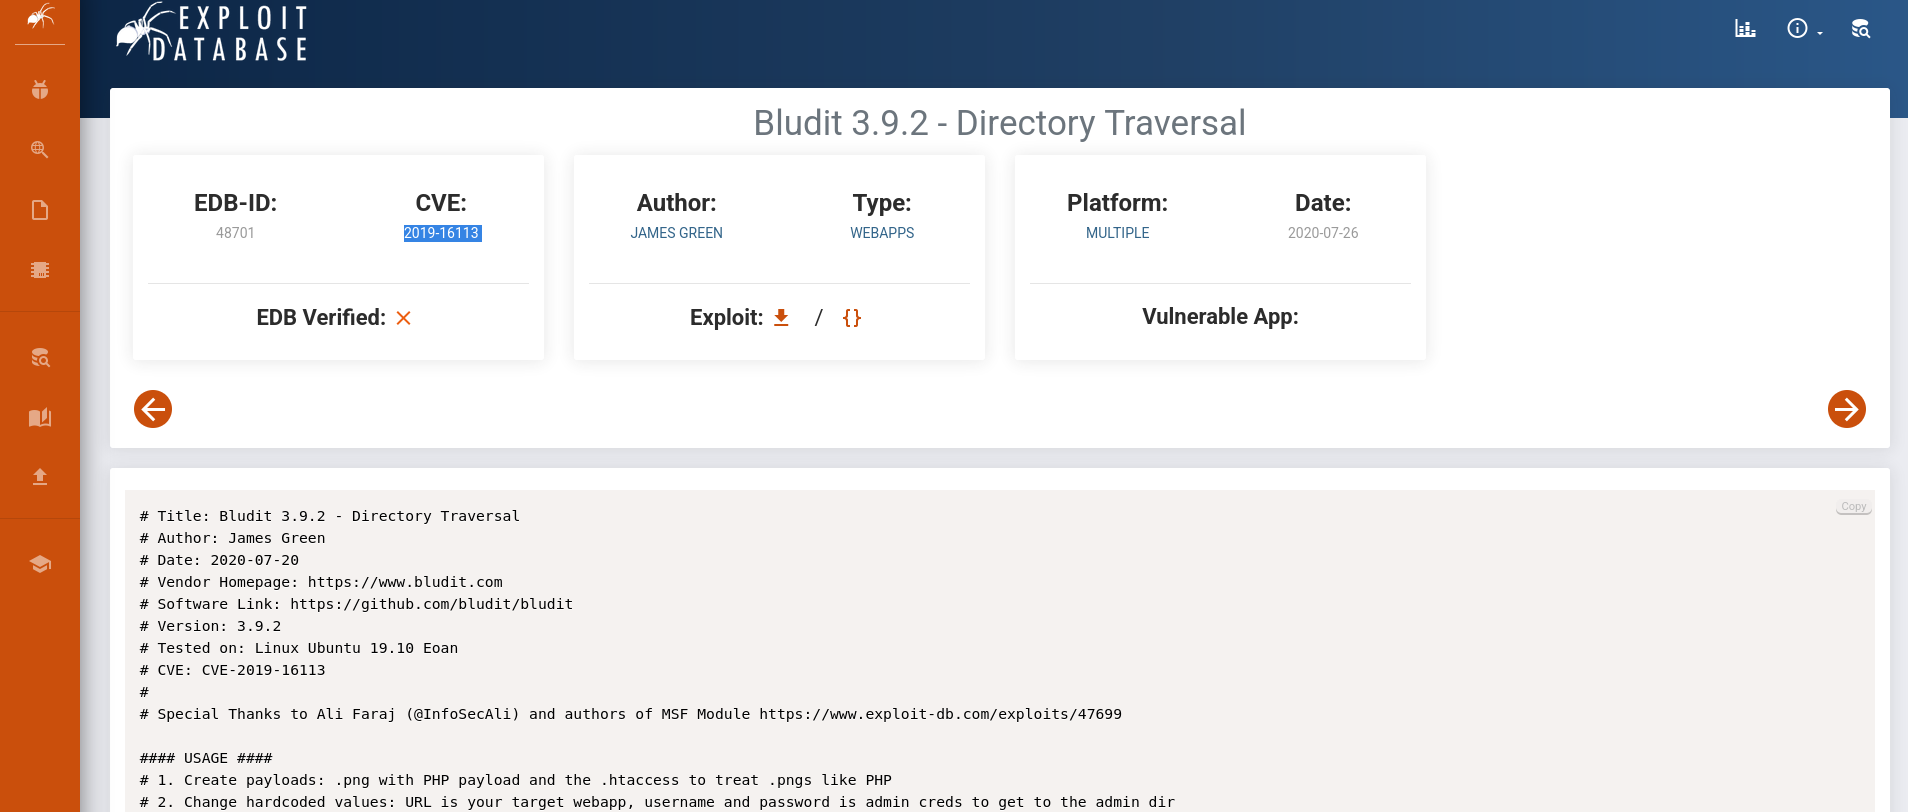 EXPLOIT
DATABASE
Bludit 3.9.2 - Directory Traversal
EDB-ID:
48701
CVE:
2019-16113
EDB Verified:
Author:
JAMES GREEN
Type:
WEBAPPS
Exploit: / {}
Platform:
MULTIPLE
Date:
2020-07-26
Vulnerable App:
Copy
# Title: Bludit 3.9.2 - Directory Traversal
# Author: James Green
# Date: 2020-07-20
# Vendor Homepage: https://www.bludit.com
# Software Link: https://github.com/bludit/bludit
# Version: 3.9.2
# Tested on: Linux Ubuntu 19.10 Eoan
# CVE: CVE-2019-16113
#
# Special Thanks to Ali Faraj (@InfoSecAli) and authors of MSF Module https://www.exploit-db.com/exploits/47699
#### USAGE ####
# 1. Create payloads: .png with PHP payload and the .htaccess to treat .pngs like PHP
# 2. Change hardcoded values: URL is your target webapp, username and password is admin creds to get to the admin dir